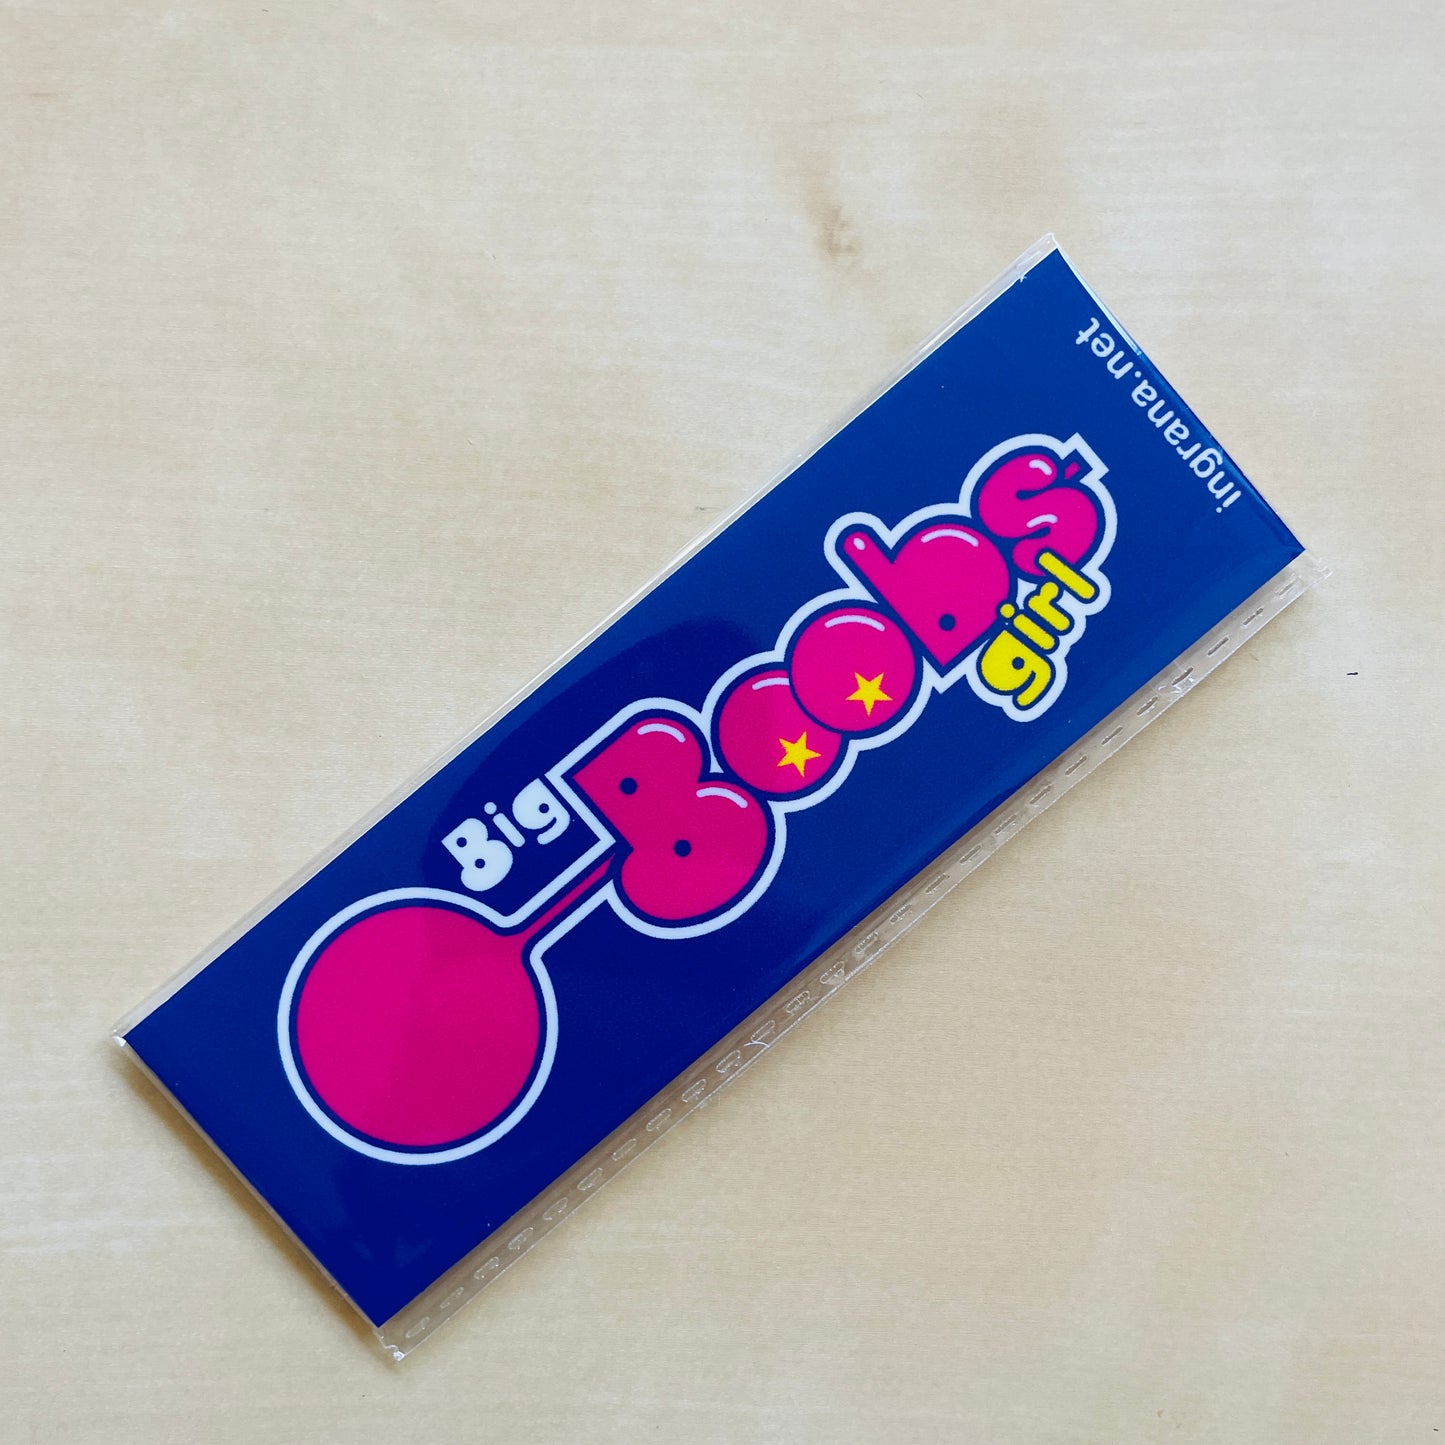 Big
Boobs'
girl
ingrana.net